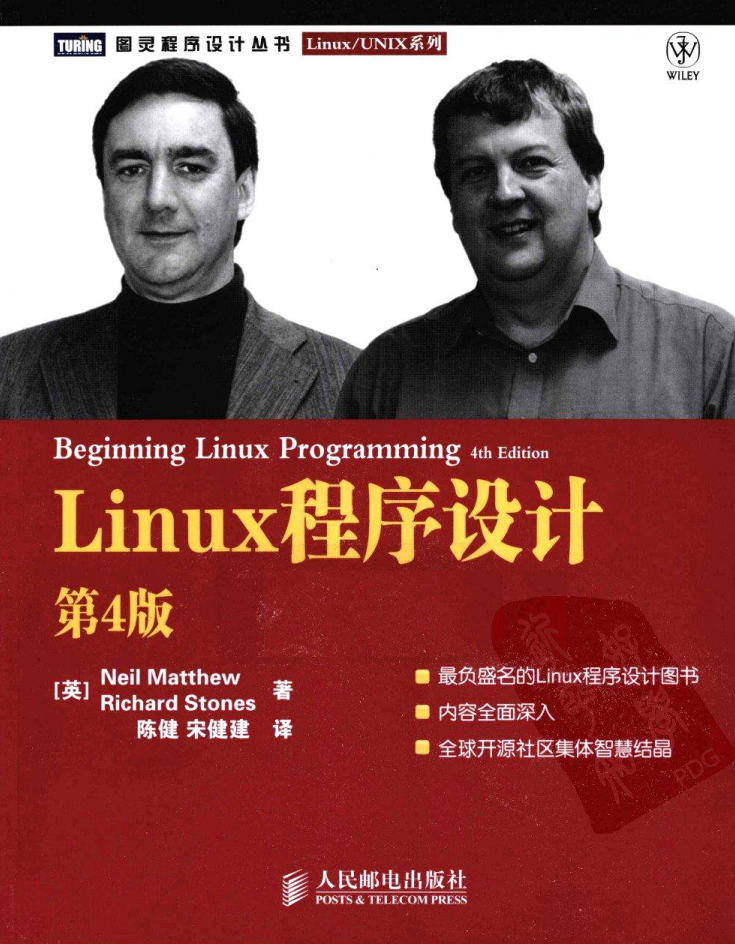 TURING 图灵程序设计丛书 Linux/UNIX系列
WILEY
Beginning Linux Programming 4th Edition
Linux程序设计
第4版
[英] Neil Matthew
Richard Stones 著
陈健 宋健建 译
最负盛名的Linux程序设计图书
内容全面深入
全球开源社区集体智慧结晶
PDG
人民邮电出版社
POSTS & TELECOM PRESS